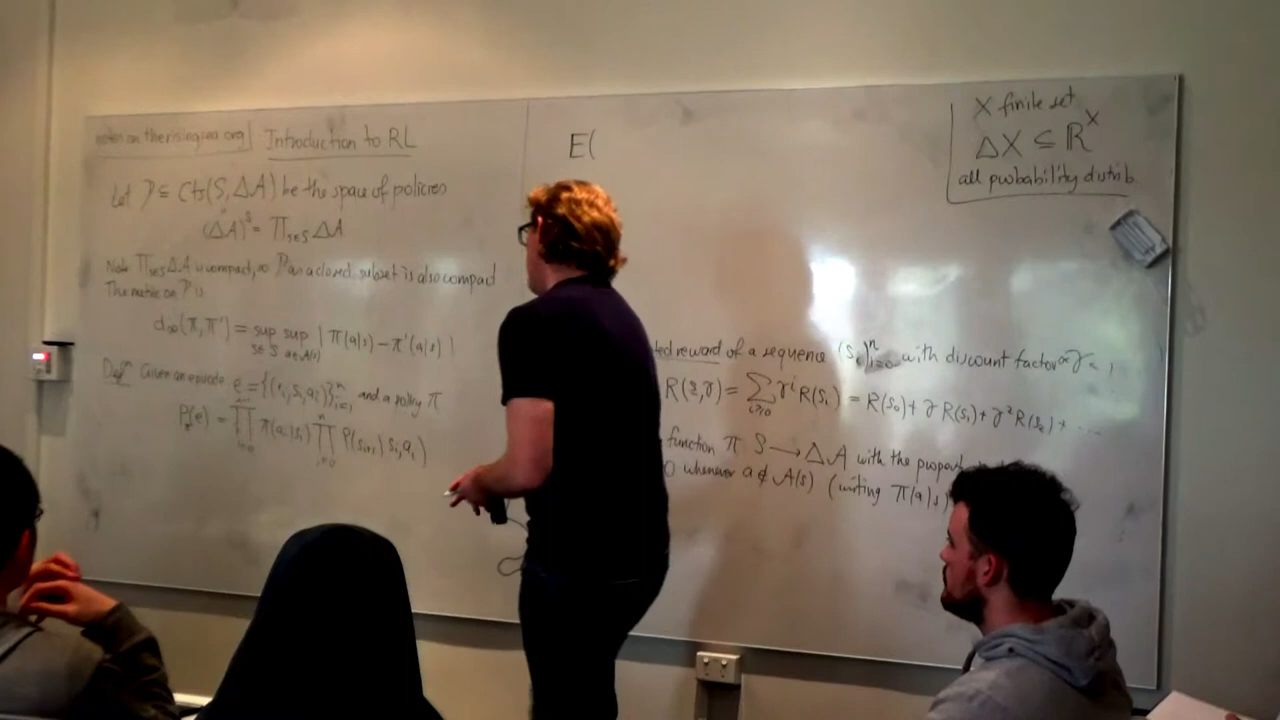 notes on therisingsea.org Introduction to RL
Let P ⊆ Cts(S, ΔA) be the space of policies
(ΔA)^S = Π_{s∈S} ΔA
Note Π_{s∈S} ΔA is compact, so P as a closed subset is also compact
The metric on P is
d_∞(π, π') = sup_{s∈S} sup_{a∈A(s)} | π(a|s) - π'(a|s) |
Def^n Given an episode e = {(r_i, s_i, a_i)}_{i=1}^n and a policy π
P_π(e) = ∏_{i=0}^n π(a_i|s_i) ∏_{i=0}^n P(s_{i+1}| s_i, a_i)
E(
X finite set
ΔX ⊆ ℝ^X
all probability distrib.
ted reward of a sequence (s_i)_{i=0}^n with discount factor
R(s, γ) = Σ_{i≥0} γ^i R(s_i) = R(s_0) + γ R(s_1) + γ^2 R(s_2) + ...
function π S → ΔA with the
0 whenever a ∉ A(s) (writing π(a|s)